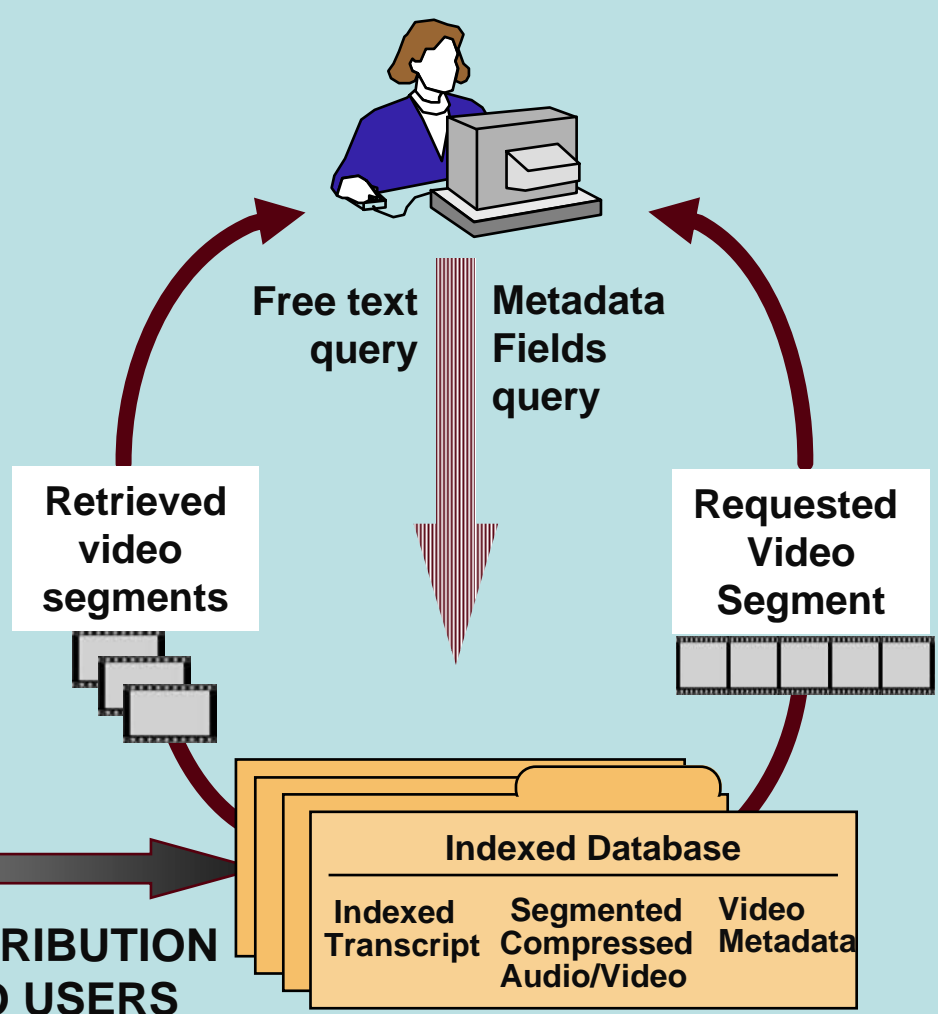 Free text
query
Metadata
Fields
query
Retrieved
video
segments
Requested
Video
Segment
Indexed Database
Indexed
Transcript
Segmented
Compressed
Audio/Video
Video
Metadata
RIBUTION
USERS